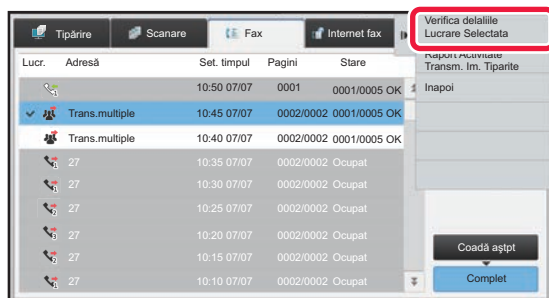 Tipărire Scanare Fax Internet fax
Verifica delaliile
Lucrare Selectata
Raport Activitate
Transm. Im. Tiparite
Inapoi
Lucr. Adresă Set. timpul Pagini Stare
10:50 07/07 0001 0001/0005 OK
Trans.multiple 10:45 07/07 0002/0002 0001/0005 OK
Trans.multiple 10:40 07/07 0002/0002 0001/0005 OK
27 10:35 07/07 0002/0002 Ocupat
27 10:30 07/07 0002/0002 Ocupat
27 10:25 07/07 0002/0002 Ocupat
27 10:20 07/07 0002/0002 Ocupat
27 10:15 07/07 0002/0002 Ocupat
27 10:10 07/07 0002/0002 Ocupat
Coadă aştpt
Complet